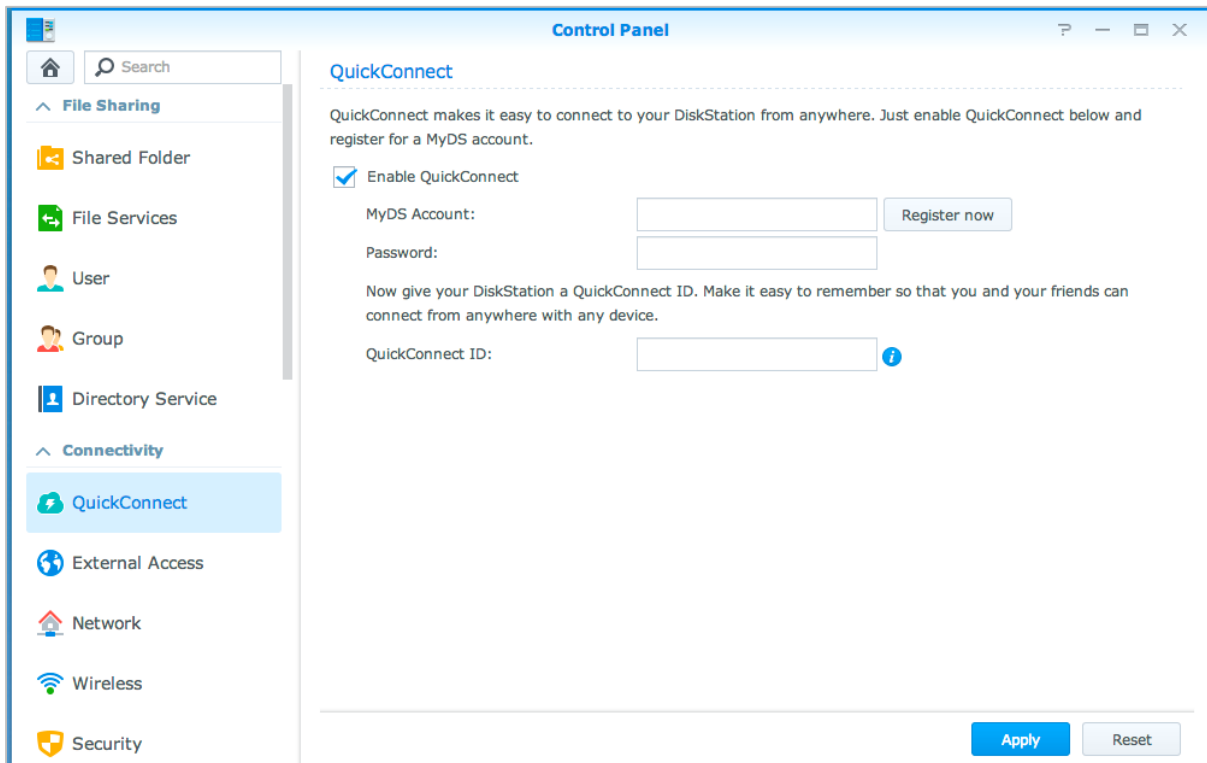 Control Panel
Search
File Sharing
Shared Folder
File Services
User
Group
Directory Service
Connectivity
QuickConnect
External Access
Network
Wireless
Security
QuickConnect
QuickConnect makes it easy to connect to your DiskStation from anywhere. Just enable QuickConnect below and
register for a MyDS account.
Enable QuickConnect
MyDS Account:
Register now
Password:
Now give your DiskStation a QuickConnect ID. Make it easy to remember so that you and your friends can
connect from anywhere with any device.
QuickConnect ID:
Apply
Reset